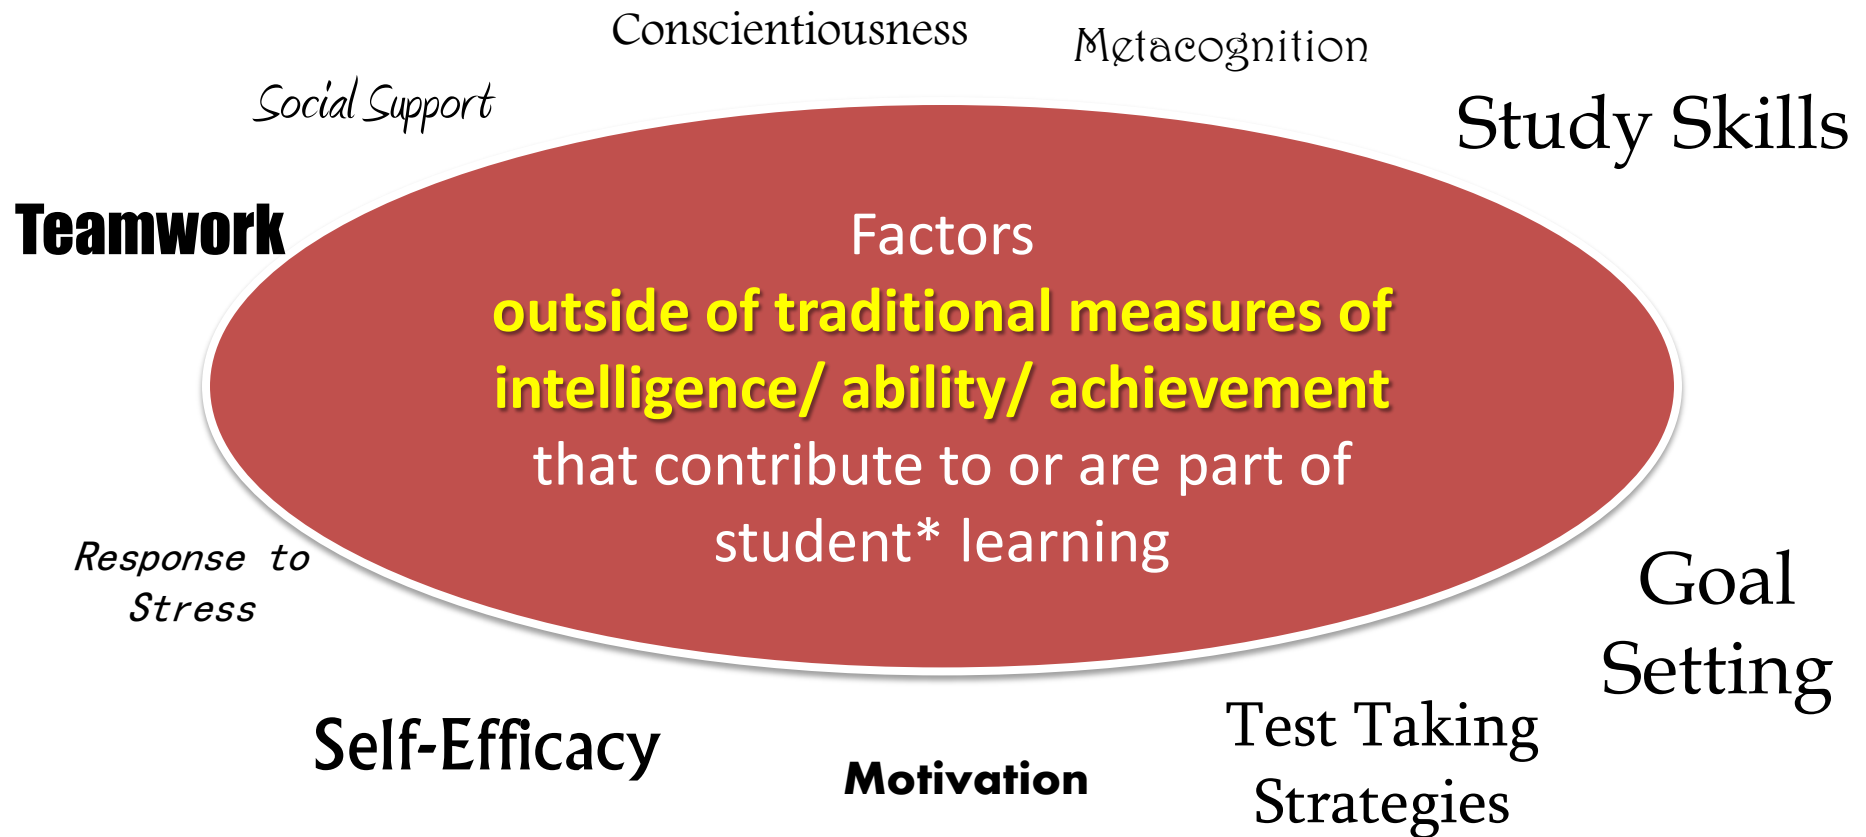 Conscientiousness
Metacognition
Social Support
Study Skills
Teamwork
Factors
outside of traditional measures of
intelligence/ ability/ achievement
that contribute to or are part of
student* learning
Response to
Stress
Goal
Setting
Self-Efficacy
Motivation
Test Taking
Strategies